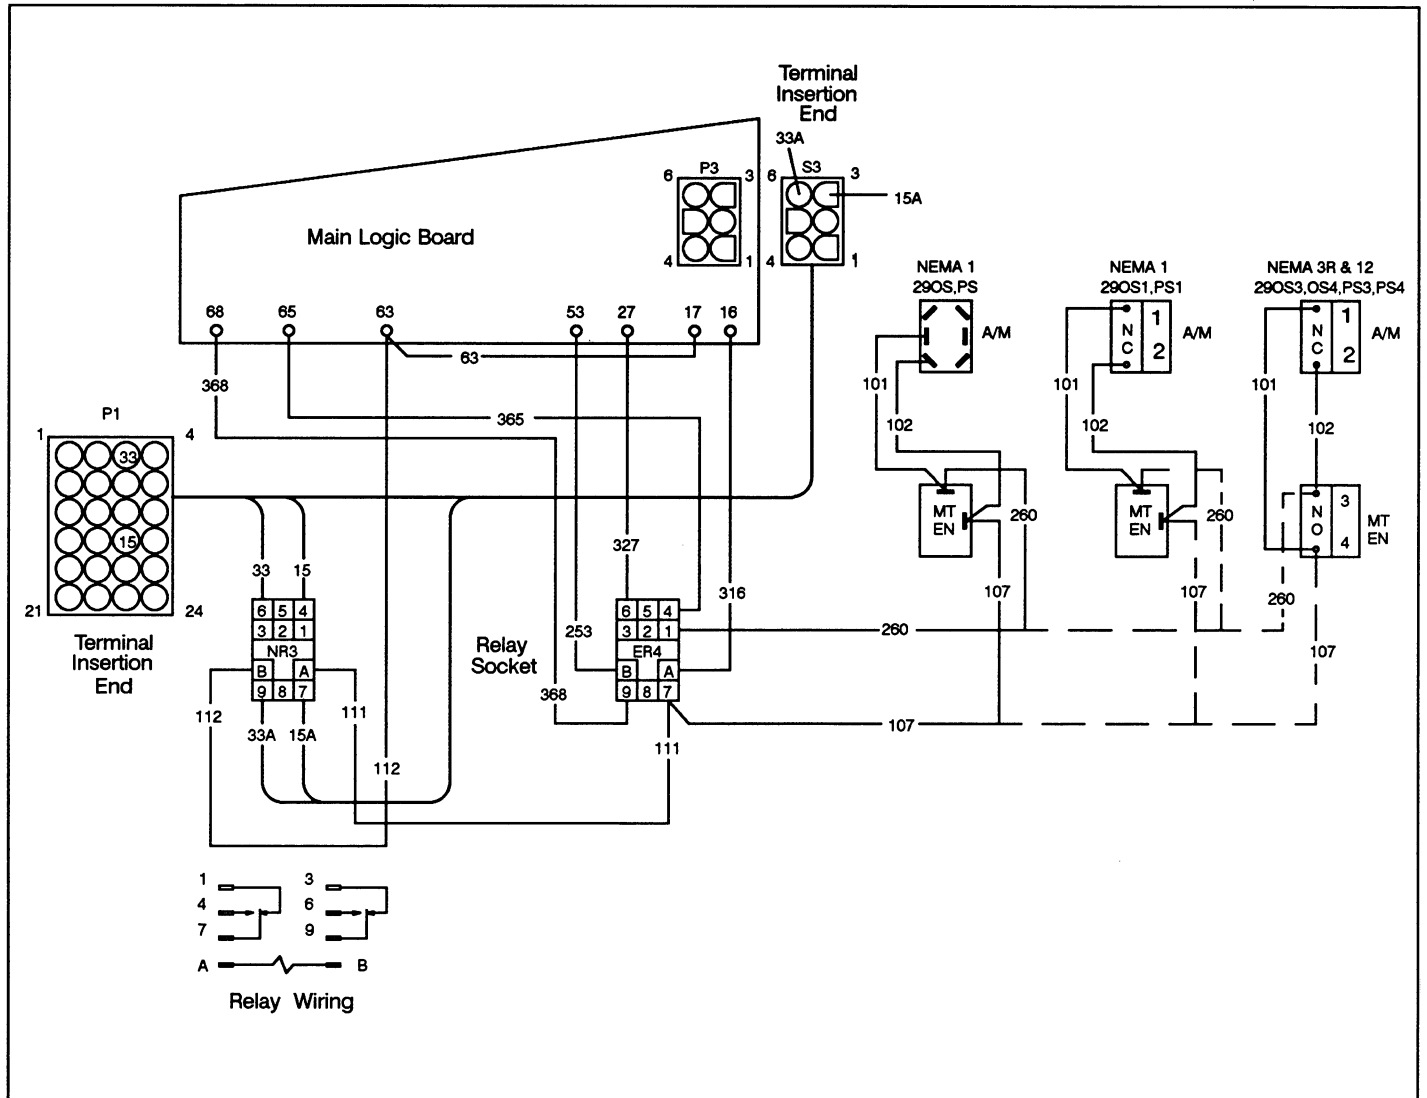 Terminal
Insertion
End
33A
6 P3 3
6 S3 3
15A
Main Logic Board
4 1
4 1
NEMA 1
29OS,PS
A/M
NEMA 1
29OS1,PS1
NC
1
2
A/M
NEMA 3R & 12
29OS3,OS4,PS3,PS4
NC
1
2
A/M
68 65 63 53 27 17 16
63
368
365
101
102
101
102
101
102
P1
1 4
33
15
21 24
Terminal
Insertion
End
MT
EN
260
MT
EN
260
NO
3
4
MT
EN
327
33 15
316
107
107
260
6 5 4
3 2 1
NR3
B A
9 8 7
Relay
Socket
253
6 5 4
3 2 1
ER4
B A
9 8 7
260
107
368
112
111
33A 15A
107
111
112
1 3
4 6
7 9
A B
Relay Wiring